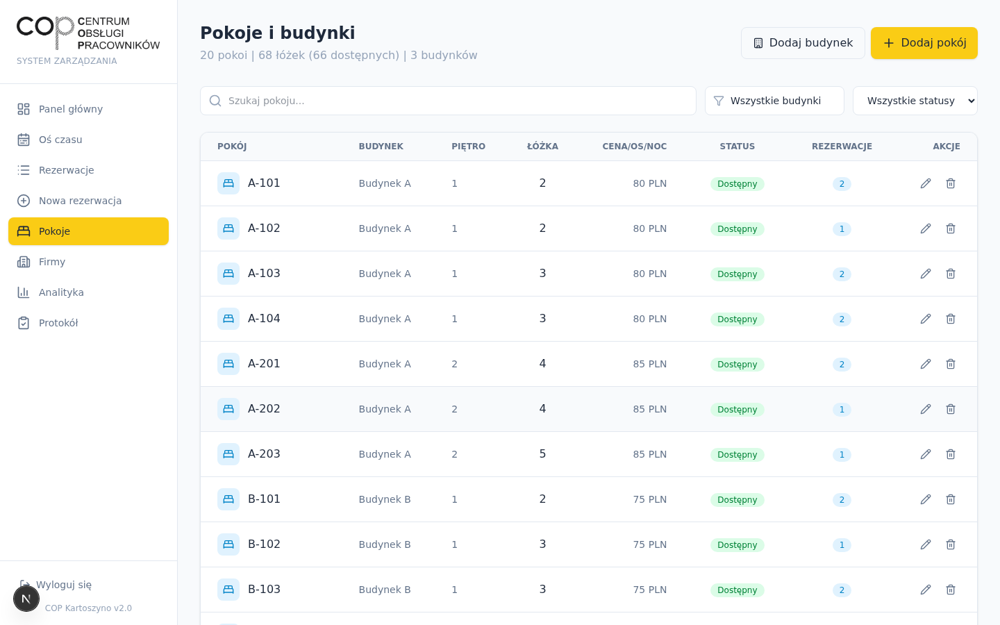 COP CENTRUM
OBSŁUGI
PRACOWNIKÓW
SYSTEM ZARZĄDZANIA
Panel główny
Oś czasu
Rezerwacje
Nowa rezerwacja
Pokoje
Firmy
Analityka
Protokół
Wyloguj się
N
COP Kartoszyno v2.0
Pokoje i budynki
20 pokoi | 68 łóżek (66 dostępnych) | 3 budynków
Dodaj budynek
Dodaj pokój
Szukaj pokoju...
Wszystkie budynki
Wszystkie statusy
POKÓJ BUDYNEK PIĘTRO ŁÓŻKA CENA/OS/NOC STATUS REZERWACJE AKCJE
A-101 Budynek A 1 2 80 PLN Dostępny 2
A-102 Budynek A 1 2 80 PLN Dostępny 1
A-103 Budynek A 1 3 80 PLN Dostępny 2
A-104 Budynek A 1 3 80 PLN Dostępny 2
A-201 Budynek A 2 4 85 PLN Dostępny 2
A-202 Budynek A 2 4 85 PLN Dostępny 1
A-203 Budynek A 2 5 85 PLN Dostępny 1
B-101 Budynek B 1 2 75 PLN Dostępny 2
B-102 Budynek B 1 3 75 PLN Dostępny 1
B-103 Budynek B 1 3 75 PLN Dostępny 2